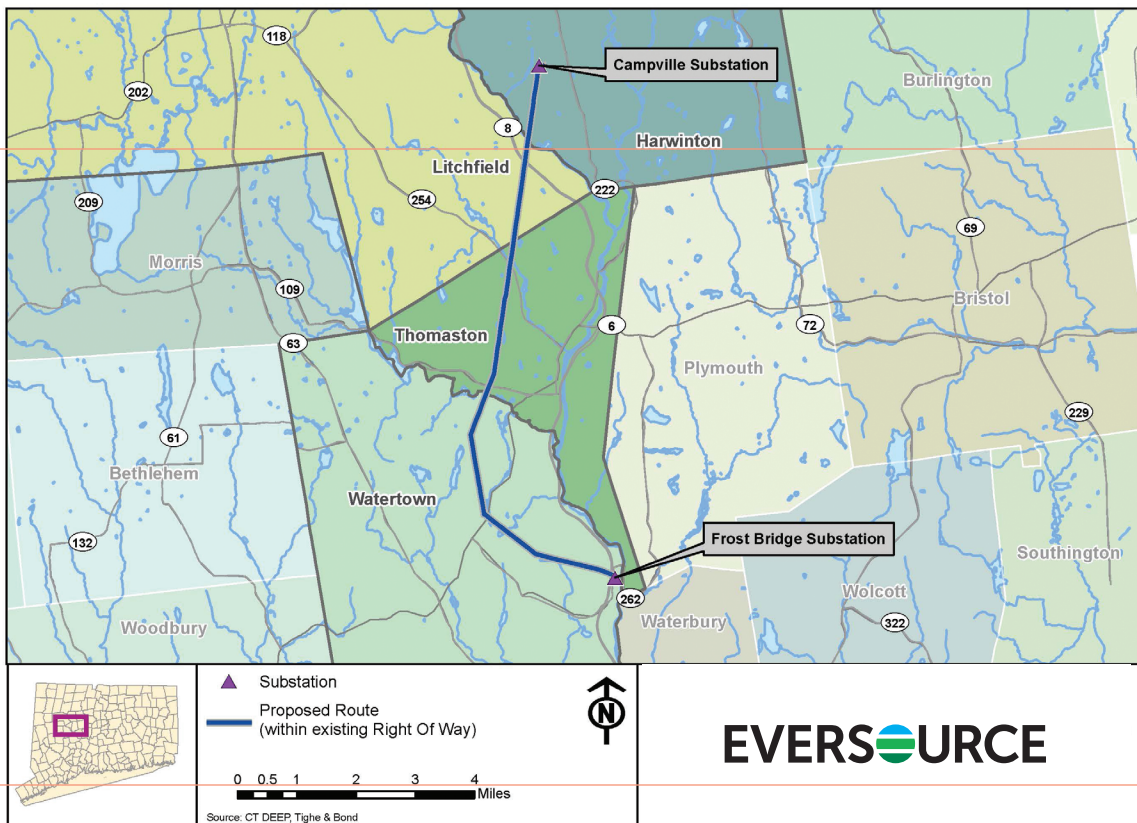 118
Campville Substation
Burlington
202
8
Harwinton
Litchfield
222
209
254
69
Morris
109
Bristol
Thomaston
6
72
63
Plymouth
229
61
Bethlehem
Watertown
132
Frost Bridge Substation
Southington
Wolcott
262
Waterbury
322
Woodbury
Substation
Proposed Route
(within existing Right Of Way)
N
0 0.5 1 2 3 4
Miles
Source: CT DEEP, Tighe & Bond
EVERSOURCE